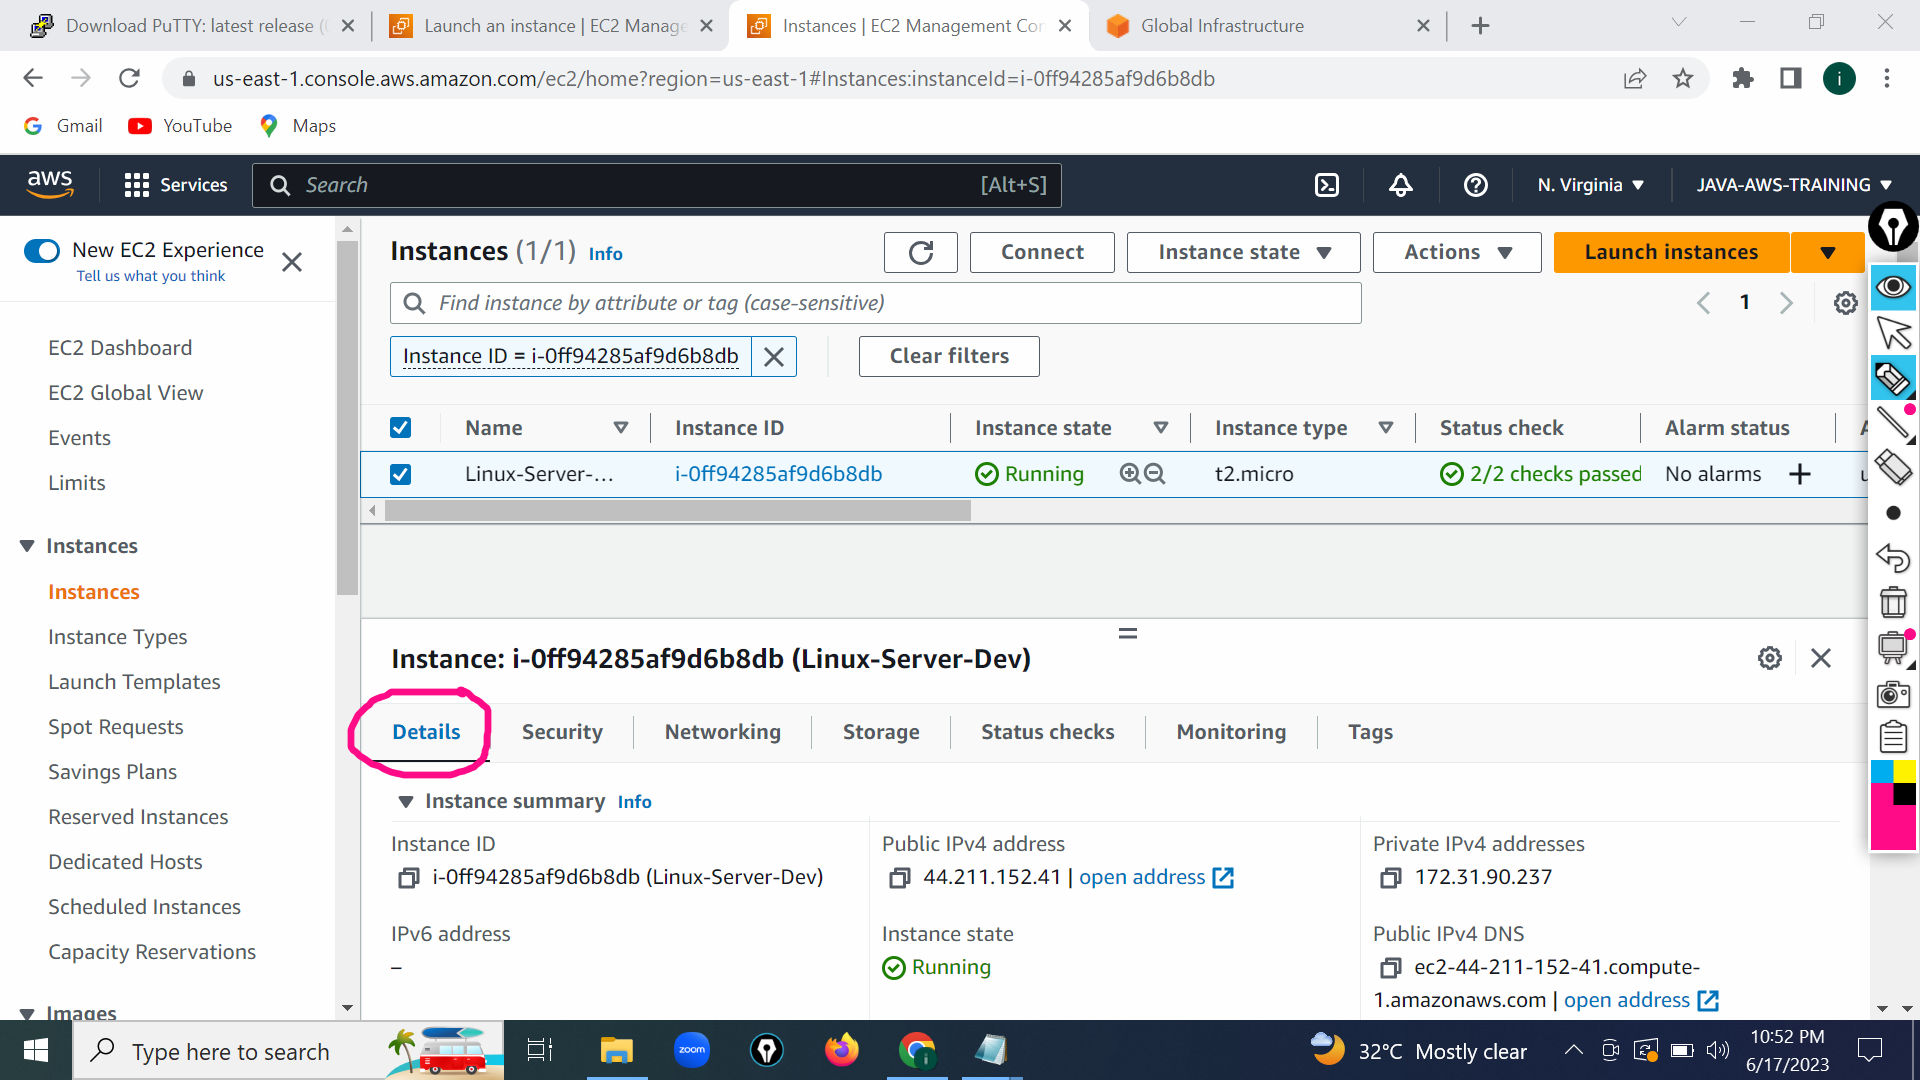 Download PuTTY: latest release (
Launch an instance | EC2 Manage
Instances | EC2 Management Con
Global Infrastructure
us-east-1.console.aws.amazon.com/ec2/home?region=us-east-1#Instances:instanceId=i-0ff94285af9d6b8db
i
Gmail
YouTube
Maps
aws
Services
Search
[Alt+S]
N. Virginia
JAVA-AWS-TRAINING
New EC2 Experience
Tell us what you think
EC2 Dashboard
EC2 Global View
Events
Limits
Instances
Instances
Instance Types
Launch Templates
Spot Requests
Savings Plans
Reserved Instances
Dedicated Hosts
Scheduled Instances
Capacity Reservations
Images
Instances (1/1) Info
Connect
Instance state
Actions
Launch instances
Find instance by attribute or tag (case-sensitive)
1
Instance ID = i-0ff94285af9d6b8db
Clear filters
Name Instance ID Instance state Instance type Status check Alarm status A
Linux-Server-... i-0ff94285af9d6b8db Running t2.micro 2/2 checks passed No alarms u
Instance: i-0ff94285af9d6b8db (Linux-Server-Dev)
Details Security Networking Storage Status checks Monitoring Tags
Instance summary Info
Instance ID
i-0ff94285af9d6b8db (Linux-Server-Dev)
Public IPv4 address
44.211.152.41 | open address
Private IPv4 addresses
172.31.90.237
IPv6 address
–
Instance state
Running
Public IPv4 DNS
ec2-44-211-152-41.compute-
1.amazonaws.com | open address
Type here to search
zoom
32°C Mostly clear
10:52 PM
6/17/2023